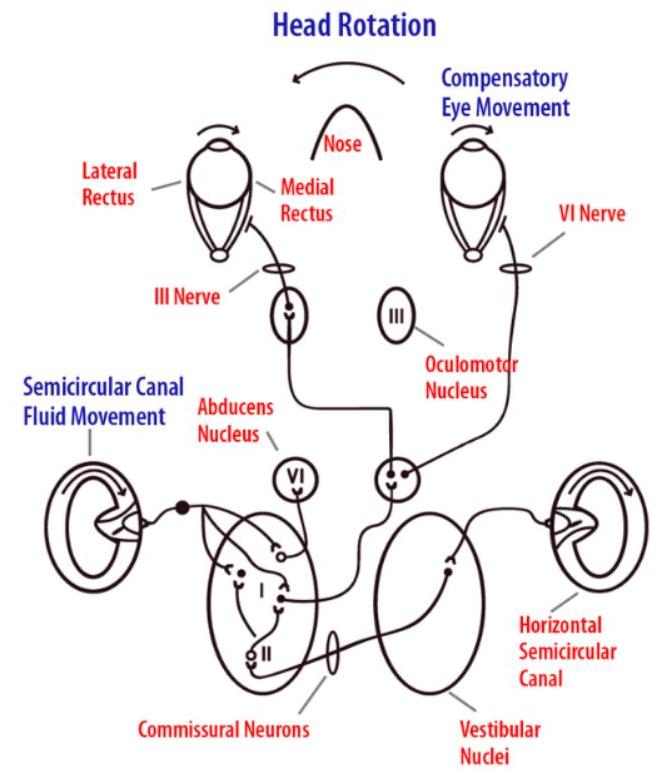 Head Rotation
Compensatory
Eye Movement
Nose
Lateral
Rectus
Medial
Rectus
VI Nerve
III Nerve
III
Oculomotor
Nucleus
Semicircular Canal
Fluid Movement
Abducens
Nucleus
VI
I
II
Horizontal
Semicircular
Canal
Commissural Neurons
Vestibular
Nuclei